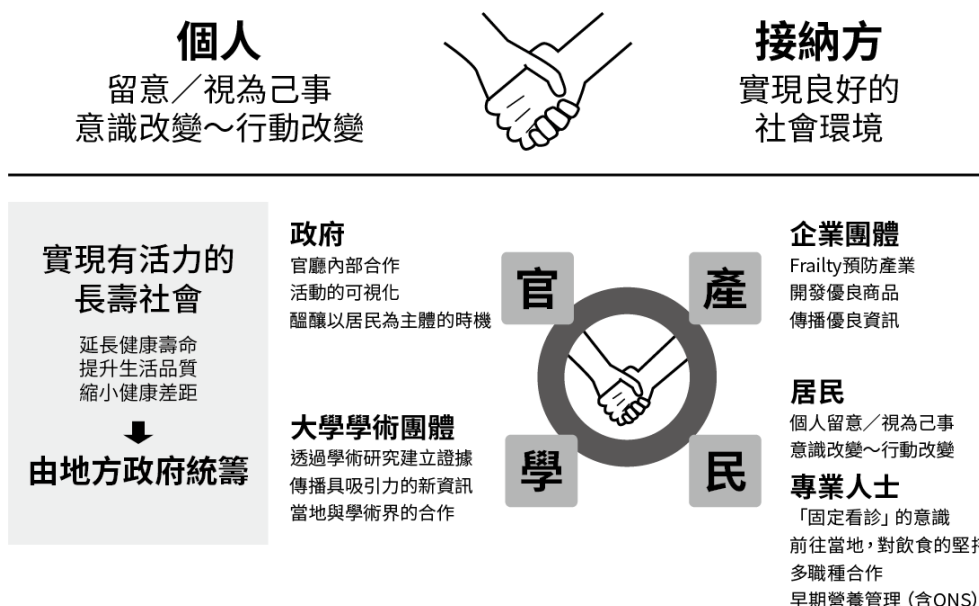 個人
留意／視為己事
意識改變～行動改變
接納方
實現良好的
社會環境
實現有活力的
長壽社會
延長健康壽命
提升生活品質
縮小健康差距
由地方政府統籌
政府
官廳內部合作
活動的可視化
醞釀以居民為主體的時機
大學學術團體
透過學術研究建立證據
傳播具吸引力的新資訊
當地與學術界的合作
官
產
學
民
企業團體
Frailty預防產業
開發優良商品
傳播優良資訊
居民
個人留意／視為己事
意識改變～行動改變
專業人士
「固定看診」的意識
前往當地，對飲食的堅持
多職種合作
早期營養管理（含ONS）